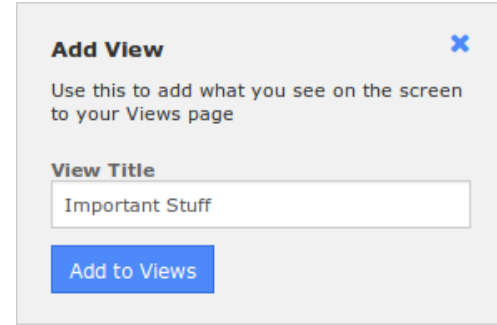 Add View
Use this to add what you see on the screen
to your Views page
View Title
Important Stuff
Add to Views